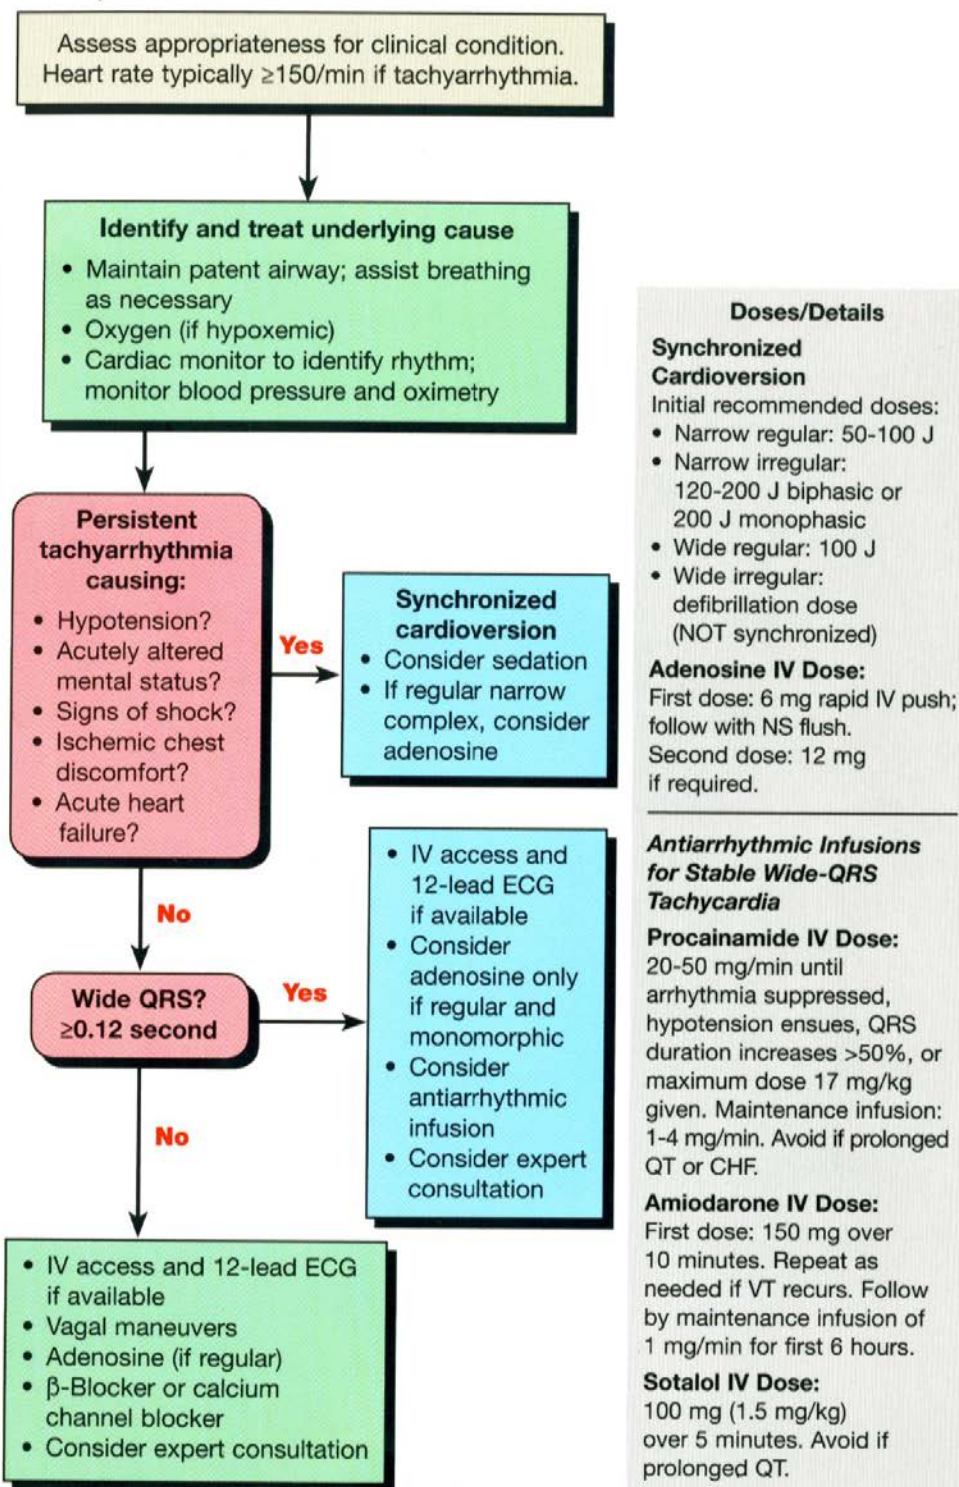 Assess appropriateness for clinical condition.
Heart rate typically ≥150/min if tachyarrhythmia.
Identify and treat underlying cause
• Maintain patent airway; assist breathing
as necessary
• Oxygen (if hypoxemic)
• Cardiac monitor to identify rhythm;
monitor blood pressure and oximetry
Persistent
tachyarrhythmia
causing:
• Hypotension?
• Acutely altered
mental status?
• Signs of shock?
• Ischemic chest
discomfort?
• Acute heart
failure?
Yes
Synchronized
cardioversion
• Consider sedation
• If regular narrow
complex, consider
adenosine
No
Wide QRS?
≥0.12 second
Yes
• IV access and
12-lead ECG
if available
• Consider
adenosine only
if regular and
monomorphic
• Consider
antiarrhythmic
infusion
• Consider expert
consultation
No
• IV access and 12-lead ECG
if available
• Vagal maneuvers
• Adenosine (if regular)
• β-Blocker or calcium
channel blocker
• Consider expert consultation
Doses/Details
Synchronized
Cardioversion
Initial recommended doses:
• Narrow regular: 50-100 J
• Narrow irregular:
120-200 J biphasic or
200 J monophasic
• Wide regular: 100 J
• Wide irregular:
defibrillation dose
(NOT synchronized)
Adenosine IV Dose:
First dose: 6 mg rapid IV push;
follow with NS flush.
Second dose: 12 mg
if required.
Antiarrhythmic Infusions
for Stable Wide-QRS
Tachycardia
Procainamide IV Dose:
20-50 mg/min until
arrhythmia suppressed,
hypotension ensues, QRS
duration increases >50%, or
maximum dose 17 mg/kg
given. Maintenance infusion:
1-4 mg/min. Avoid if prolonged
QT or CHF.
Amiodarone IV Dose:
First dose: 150 mg over
10 minutes. Repeat as
needed if VT recurs. Follow
by maintenance infusion of
1 mg/min for first 6 hours.
Sotalol IV Dose:
100 mg (1.5 mg/kg)
over 5 minutes. Avoid if
prolonged QT.